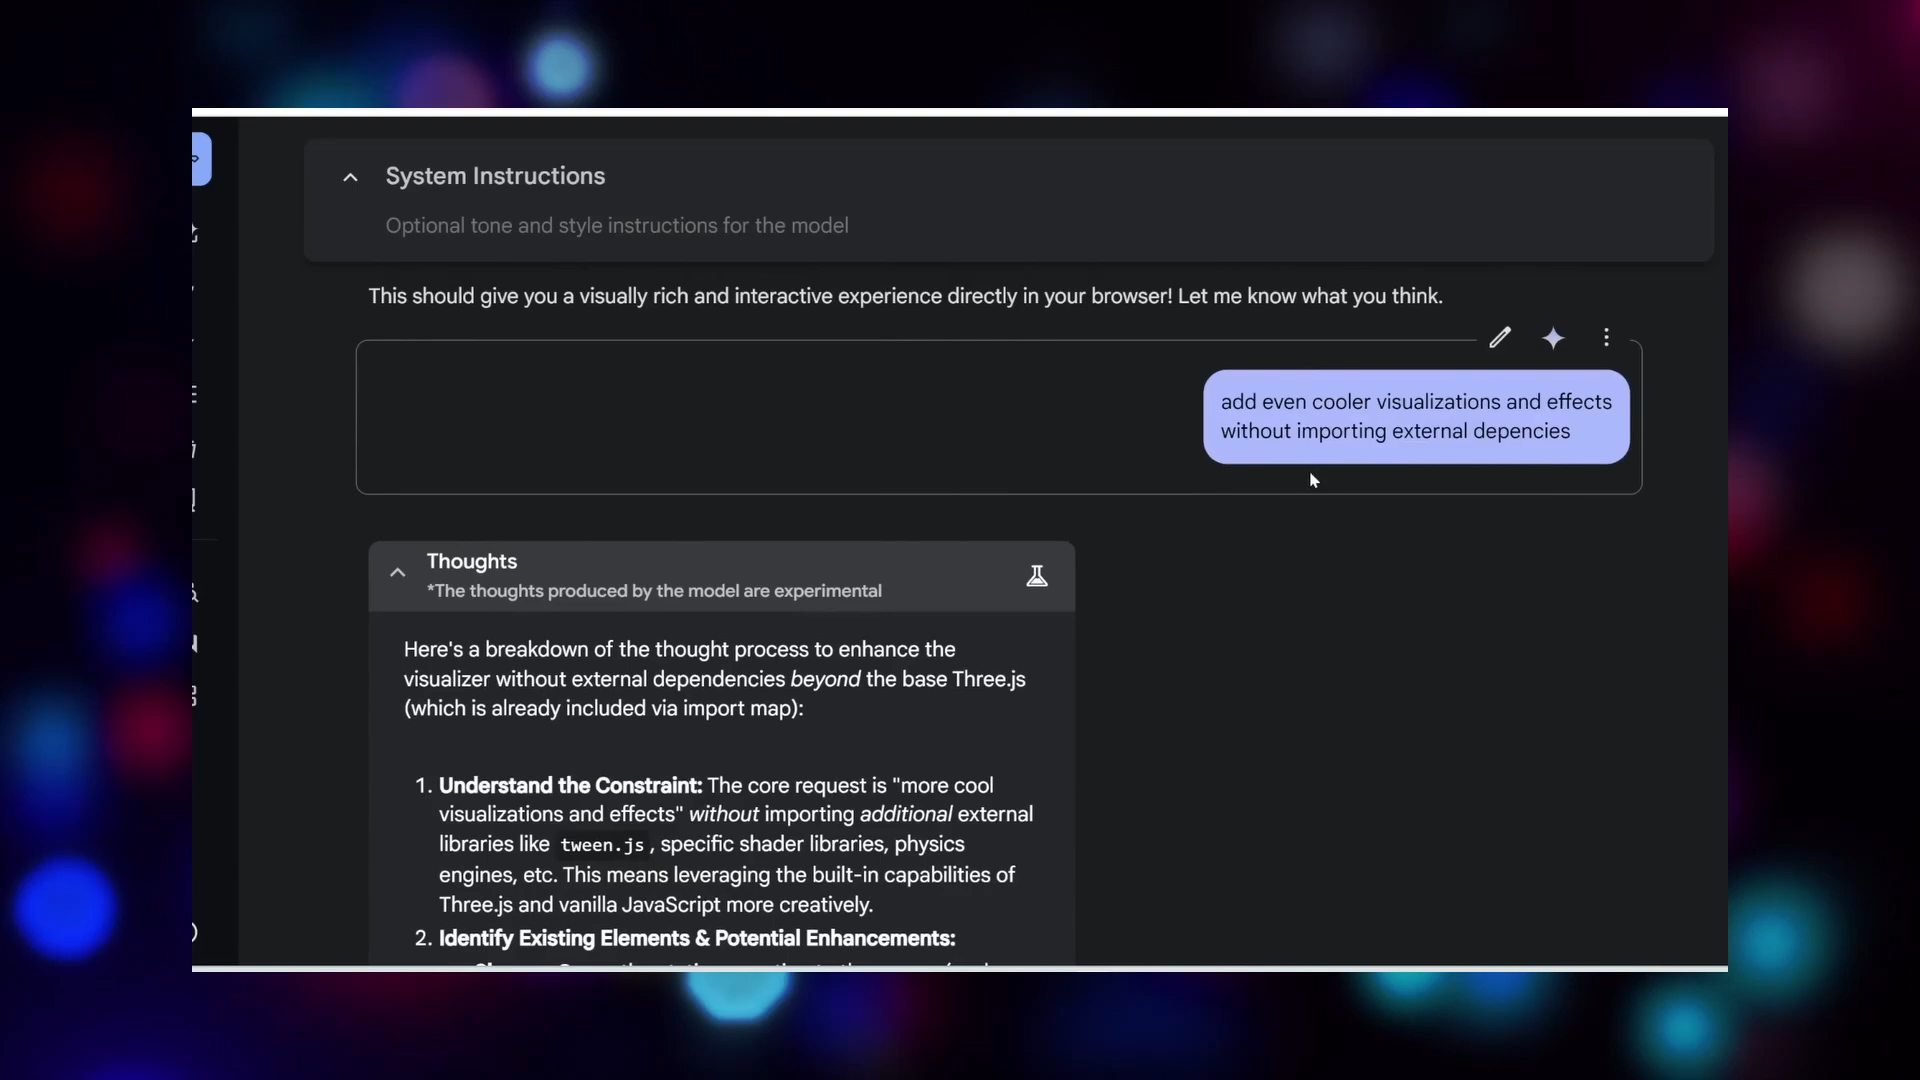 System Instructions
Optional tone and style instructions for the model
This should give you a visually rich and interactive experience directly in your browser! Let me know what you think.
add even cooler visualizations and effects
without importing external depencies
Thoughts
*The thoughts produced by the model are experimental
Here's a breakdown of the thought process to enhance the
visualizer without external dependencies beyond the base Three.js
(which is already included via import map):
1. Understand the Constraint: The core request is "more cool
visualizations and effects" without importing additional external
libraries like tween.js, specific shader libraries, physics
engines, etc. This means leveraging the built-in capabilities of
Three.js and vanilla JavaScript more creatively.
2. Identify Existing Elements & Potential Enhancements: